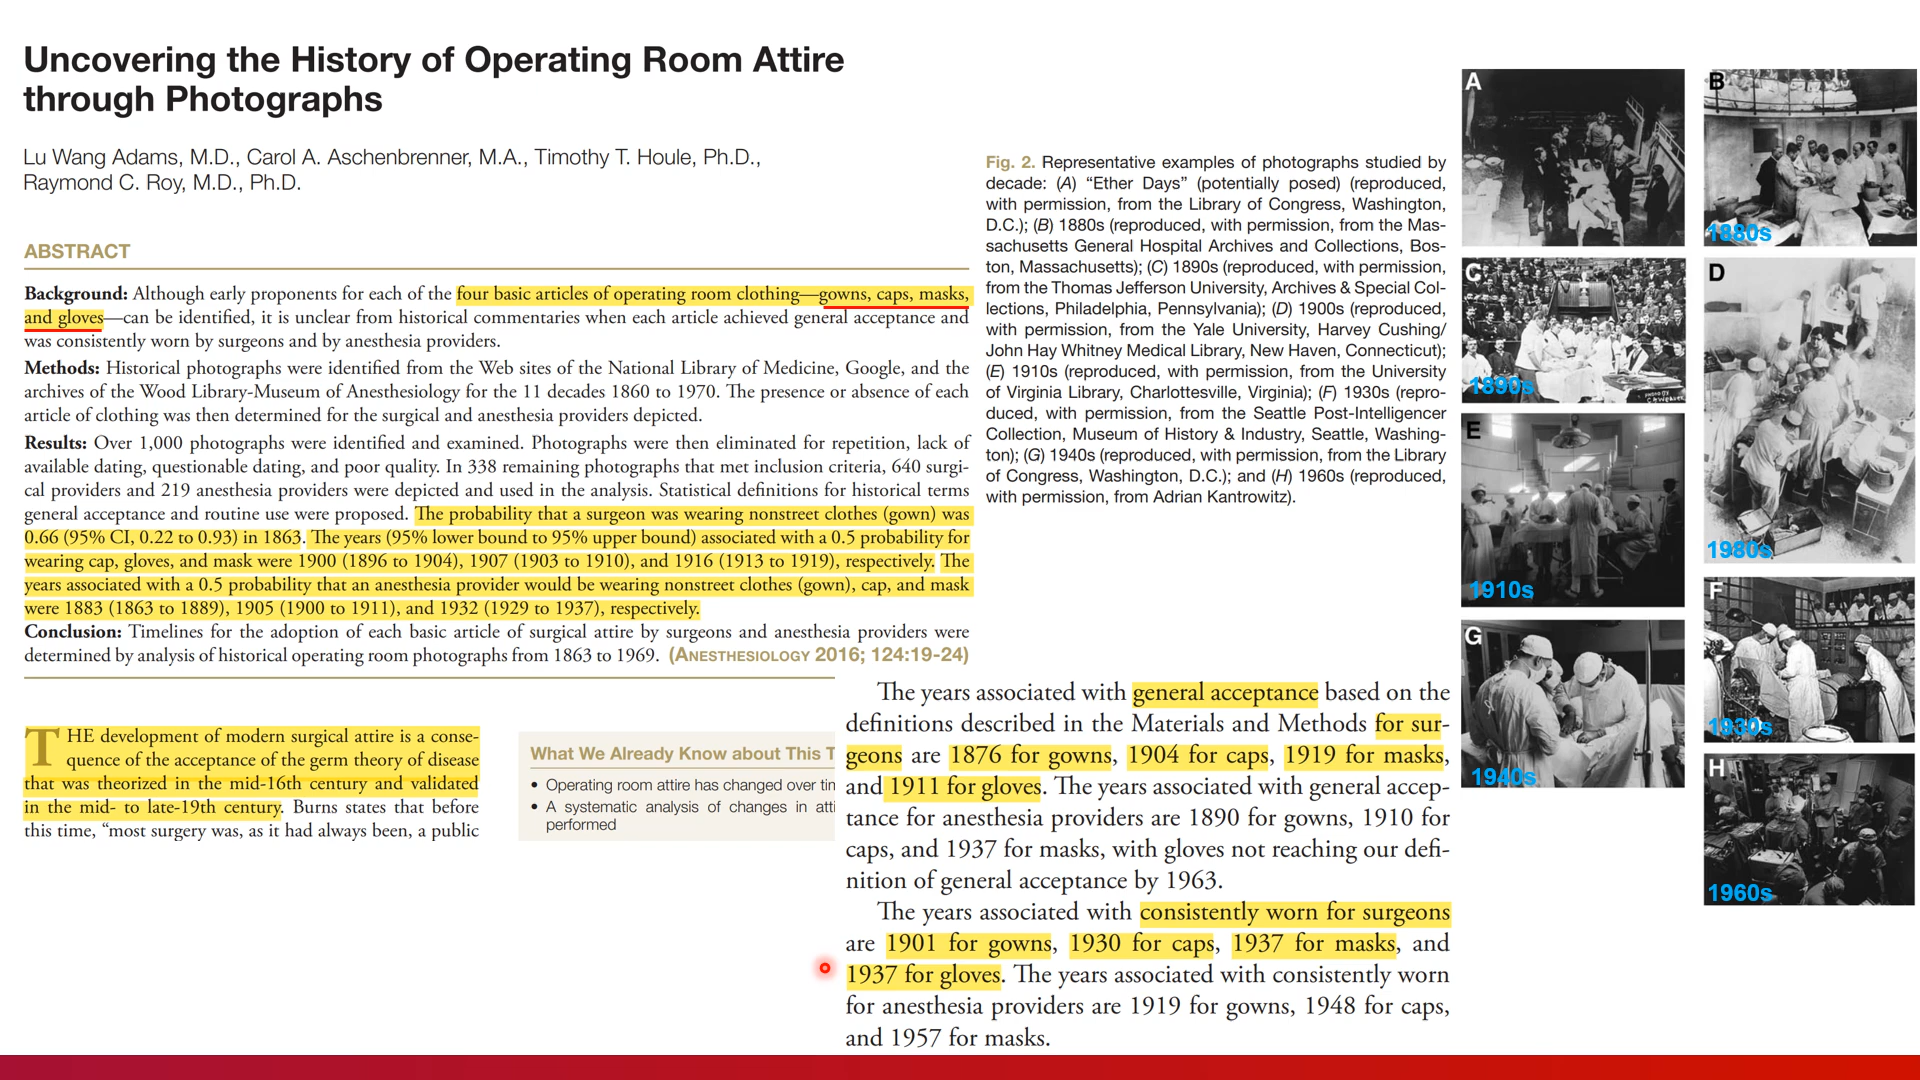 Uncovering the History of Operating Room Attire
through Photographs
Lu Wang Adams, M.D., Carol A. Aschenbrenner, M.A., Timothy T. Houle, Ph.D.,
Raymond C. Roy, M.D., Ph.D.
ABSTRACT
Background: Although early proponents for each of the four basic articles of operating room clothing—gowns, caps, masks,
and gloves—can be identified, it is unclear from historical commentaries when each article achieved general acceptance and
was consistently worn by surgeons and by anesthesia providers.
Methods: Historical photographs were identified from the Web sites of the National Library of Medicine, Google, and the
archives of the Wood Library-Museum of Anesthesiology for the 11 decades 1860 to 1970. The presence or absence of each
article of clothing was then determined for the surgical and anesthesia providers depicted.
Results: Over 1,000 photographs were identified and examined. Photographs were then eliminated for repetition, lack of
available dating, questionable dating, and poor quality. In 338 remaining photographs that met inclusion criteria, 640 surgi-
cal providers and 219 anesthesia providers were depicted and used in the analysis. Statistical definitions for historical terms
general acceptance and routine use were proposed. The probability that a surgeon was wearing nonstreet clothes (gown) was
0.66 (95% CI, 0.22 to 0.93) in 1863. The years (95% lower bound to 95% upper bound) associated with a 0.5 probability for
wearing cap, gloves, and mask were 1900 (1896 to 1904), 1907 (1903 to 1910), and 1916 (1913 to 1919), respectively. The
years associated with a 0.5 probability that an anesthesia provider would be wearing nonstreet clothes (gown), cap, and mask
were 1883 (1863 to 1889), 1905 (1900 to 1911), and 1932 (1929 to 1937), respectively.
Conclusion: Timelines for the adoption of each basic article of surgical attire by surgeons and anesthesia providers were
determined by analysis of historical operating room photographs from 1863 to 1969. (ANESTHESIOLOGY 2016; 124:19-24)
THE development of modern surgical attire is a conse-
quence of the acceptance of the germ theory of disease
that was theorized in the mid-16th century and validated
in the mid- to late-19th century. Burns states that before
this time, “most surgery was, as it had always been, a public
What We Already Know about This T
• Operating room attire has changed over tim
• A systematic analysis of changes in atti
performed
Fig. 2. Representative examples of photographs studied by
decade: (A) “Ether Days” (potentially posed) (reproduced,
with permission, from the Library of Congress, Washington,
D.C.); (B) 1880s (reproduced, with permission, from the Mas-
sachusetts General Hospital Archives and Collections, Bos-
ton, Massachusetts); (C) 1890s (reproduced, with permission,
from the Thomas Jefferson University, Archives & Special Col-
lections, Philadelphia, Pennsylvania); (D) 1900s (reproduced,
with permission, from the Yale University, Harvey Cushing/
John Hay Whitney Medical Library, New Haven, Connecticut);
(E) 1910s (reproduced, with permission, from the University
of Virginia Library, Charlottesville, Virginia); (F) 1930s (repro-
duced, with permission, from the Seattle Post-Intelligencer
Collection, Museum of History & Industry, Seattle, Washing-
ton); (G) 1940s (reproduced, with permission, from the Library
of Congress, Washington, D.C.); and (H) 1960s (reproduced,
with permission, from Adrian Kantrowitz).
The years associated with general acceptance based on the
definitions described in the Materials and Methods for sur-
geons are 1876 for gowns, 1904 for caps, 1919 for masks,
and 1911 for gloves. The years associated with general accep-
tance for anesthesia providers are 1890 for gowns, 1910 for
caps, and 1937 for masks, with gloves not reaching our defi-
nition of general acceptance by 1963.
The years associated with consistently worn for surgeons
are 1901 for gowns, 1930 for caps, 1937 for masks, and
1937 for gloves. The years associated with consistently worn
for anesthesia providers are 1919 for gowns, 1948 for caps,
and 1957 for masks.
A
B
1880s
C
1890s
D
1980s
E
1910s
F
1930s
G
1940s
H
1960s